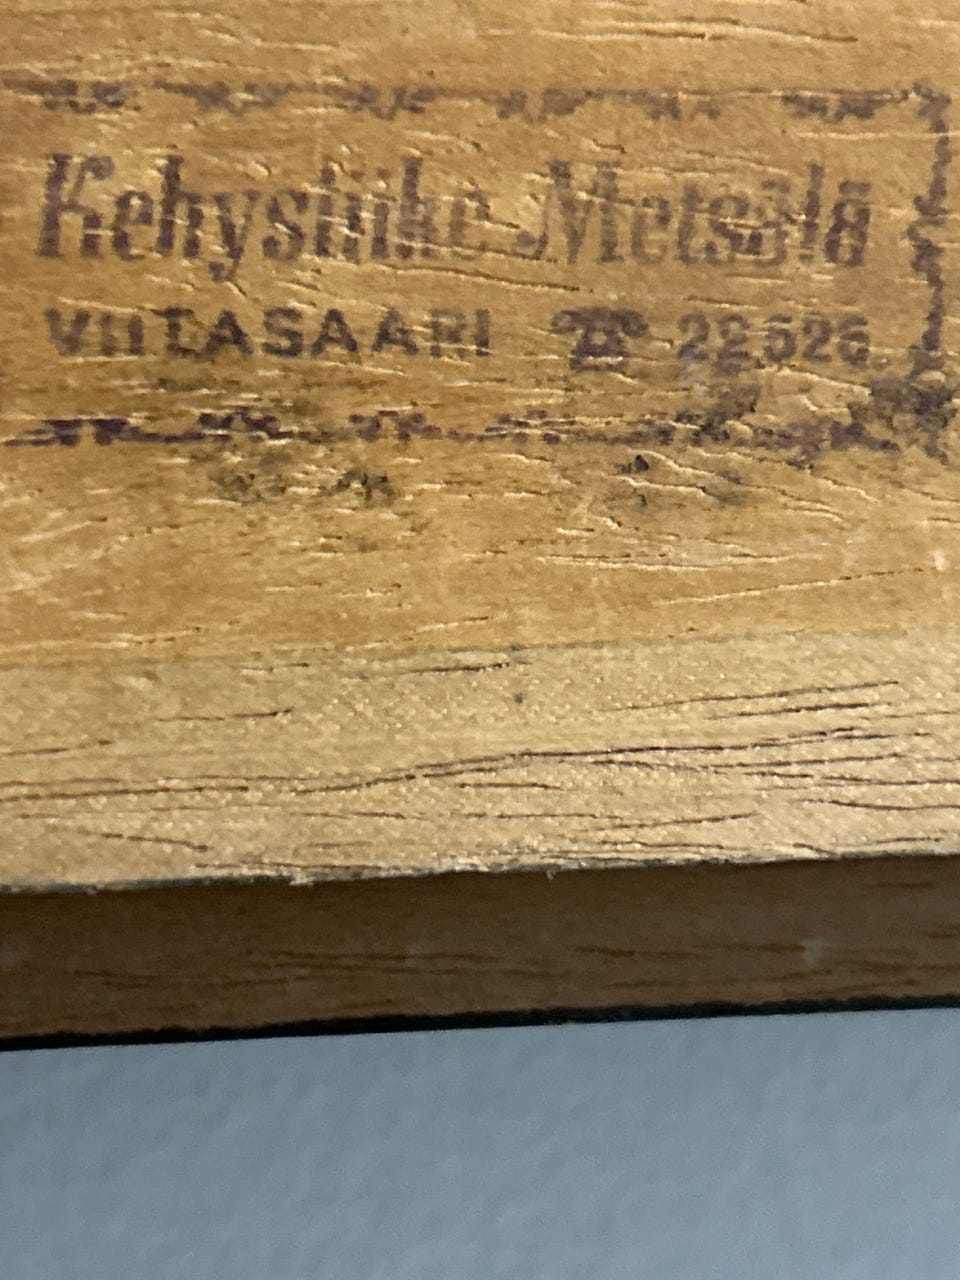 Kehysliike Metsälä
VIITASAARI ☎ 22526